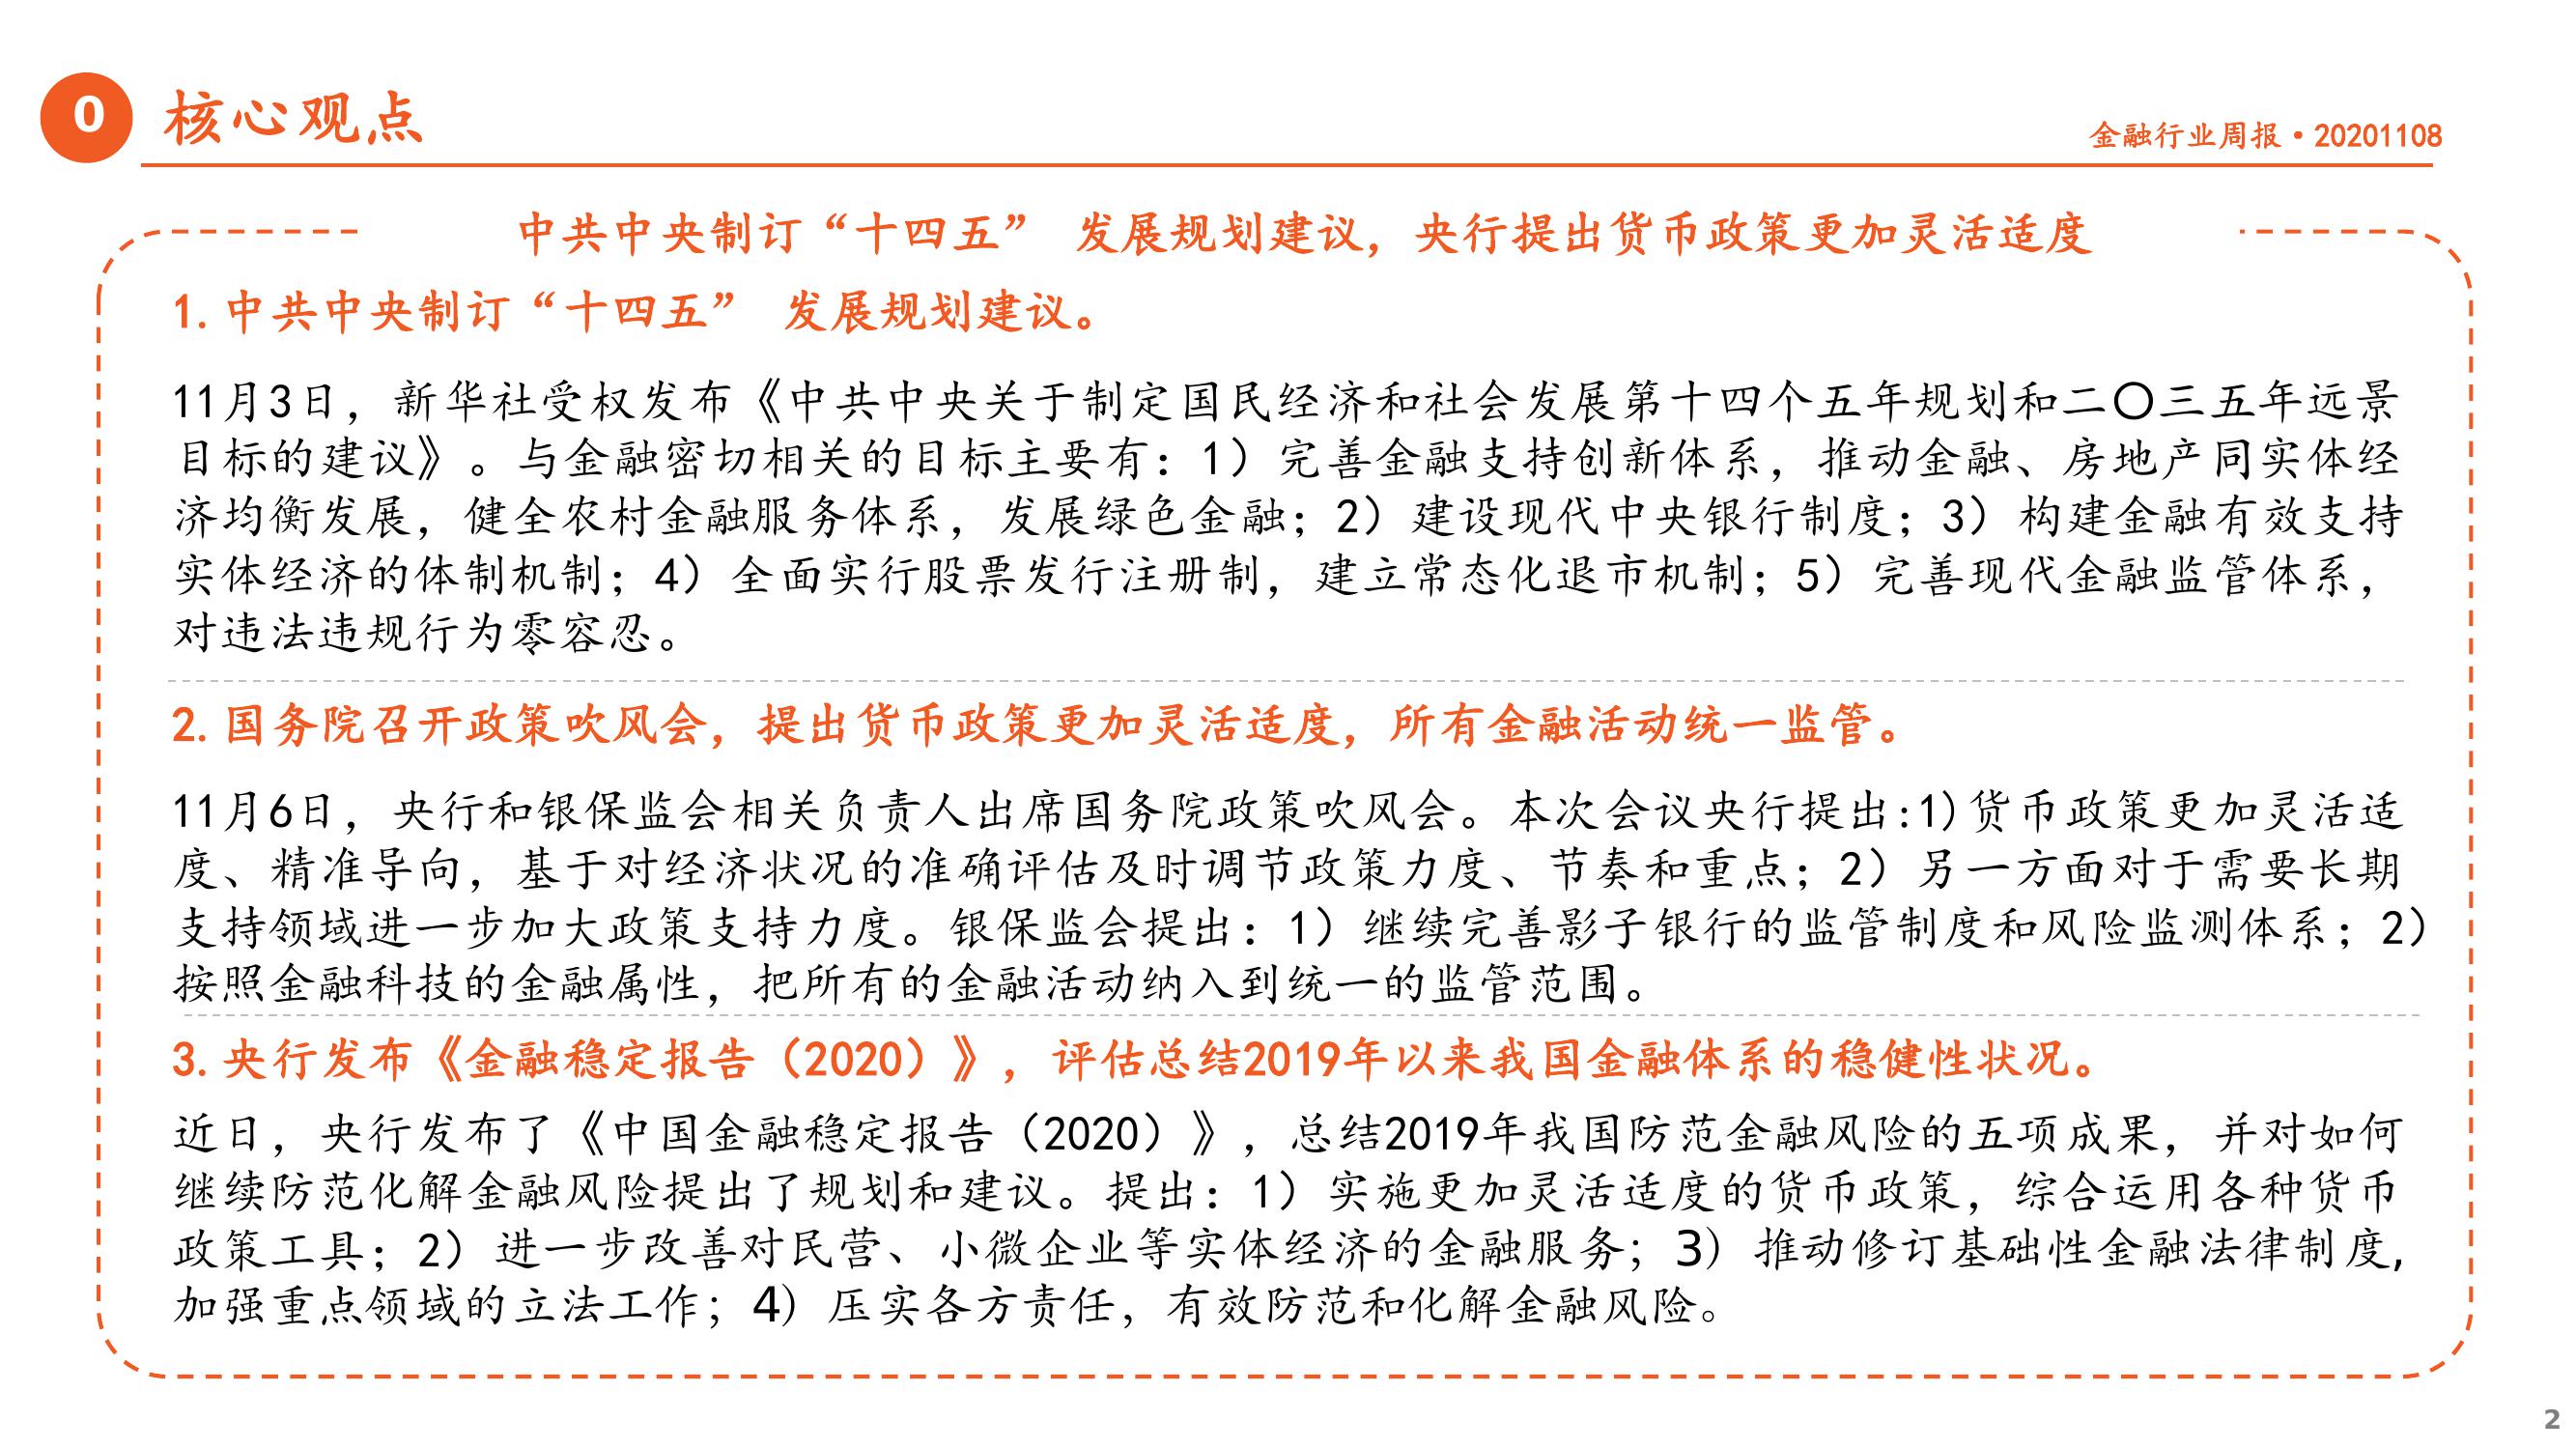 0 核心观点
金融行业周报•20201108
中共中央制订“十四五” 发展规划建议，央行提出货币政策更加灵活适度
1. 中共中央制订“十四五” 发展规划建议。
11月3日，新华社受权发布《中共中央关于制定国民经济和社会发展第十四个五年规划和二〇三五年远景
目标的建议》。与金融密切相关的目标主要有：1）完善金融支持创新体系，推动金融、房地产同实体经
济均衡发展，健全农村金融服务体系，发展绿色金融；2）建设现代中央银行制度；3）构建金融有效支持
实体经济的体制机制；4）全面实行股票发行注册制，建立常态化退市机制；5）完善现代金融监管体系，
对违法违规行为零容忍。
2. 国务院召开政策吹风会，提出货币政策更加灵活适度，所有金融活动统一监管。
11月6日，央行和银保监会相关负责人出席国务院政策吹风会。本次会议央行提出:1)货币政策更加灵活适
度、精准导向，基于对经济状况的准确评估及时调节政策力度、节奏和重点；2）另一方面对于需要长期
支持领域进一步加大政策支持力度。银保监会提出：1）继续完善影子银行的监管制度和风险监测体系；2）
按照金融科技的金融属性，把所有的金融活动纳入到统一的监管范围。
3. 央行发布《金融稳定报告（2020）》，评估总结2019年以来我国金融体系的稳健性状况。
近日，央行发布了《中国金融稳定报告（2020）》，总结2019年我国防范金融风险的五项成果，并对如何
继续防范化解金融风险提出了规划和建议。提出：1）实施更加灵活适度的货币政策，综合运用各种货币
政策工具；2）进一步改善对民营、小微企业等实体经济的金融服务；3）推动修订基础性金融法律制度,
加强重点领域的立法工作；4）压实各方责任，有效防范和化解金融风险。
2